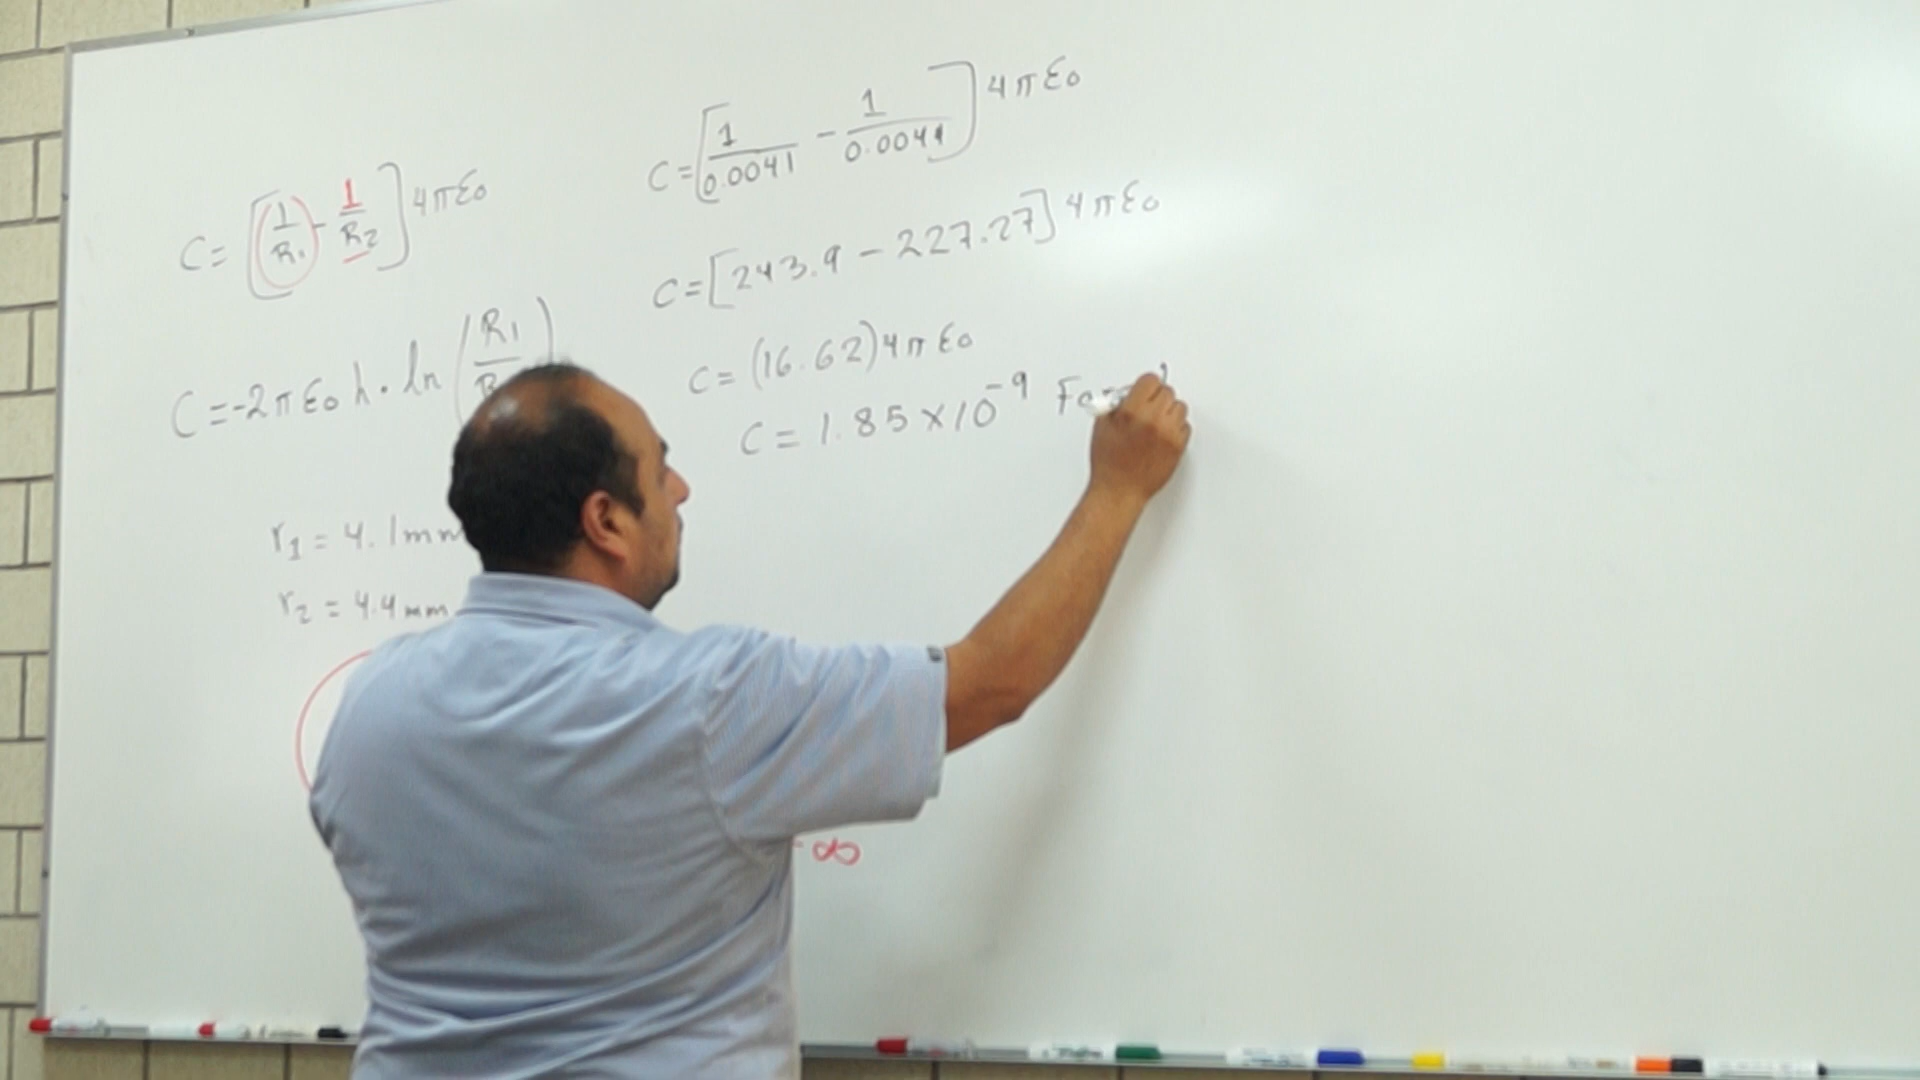 C = [1/R1 - 1/R2] 4πε0
C = -2πε0 h · ln (R1/
r1 = 4.1mm
r2 = 4.4mm
-∞
C = [1/0.0041 - 1/0.0044] 4πε0
C = [243.9 - 227.27] 4πε0
C = (16.62) 4πε0
C = 1.85 x 10^-9